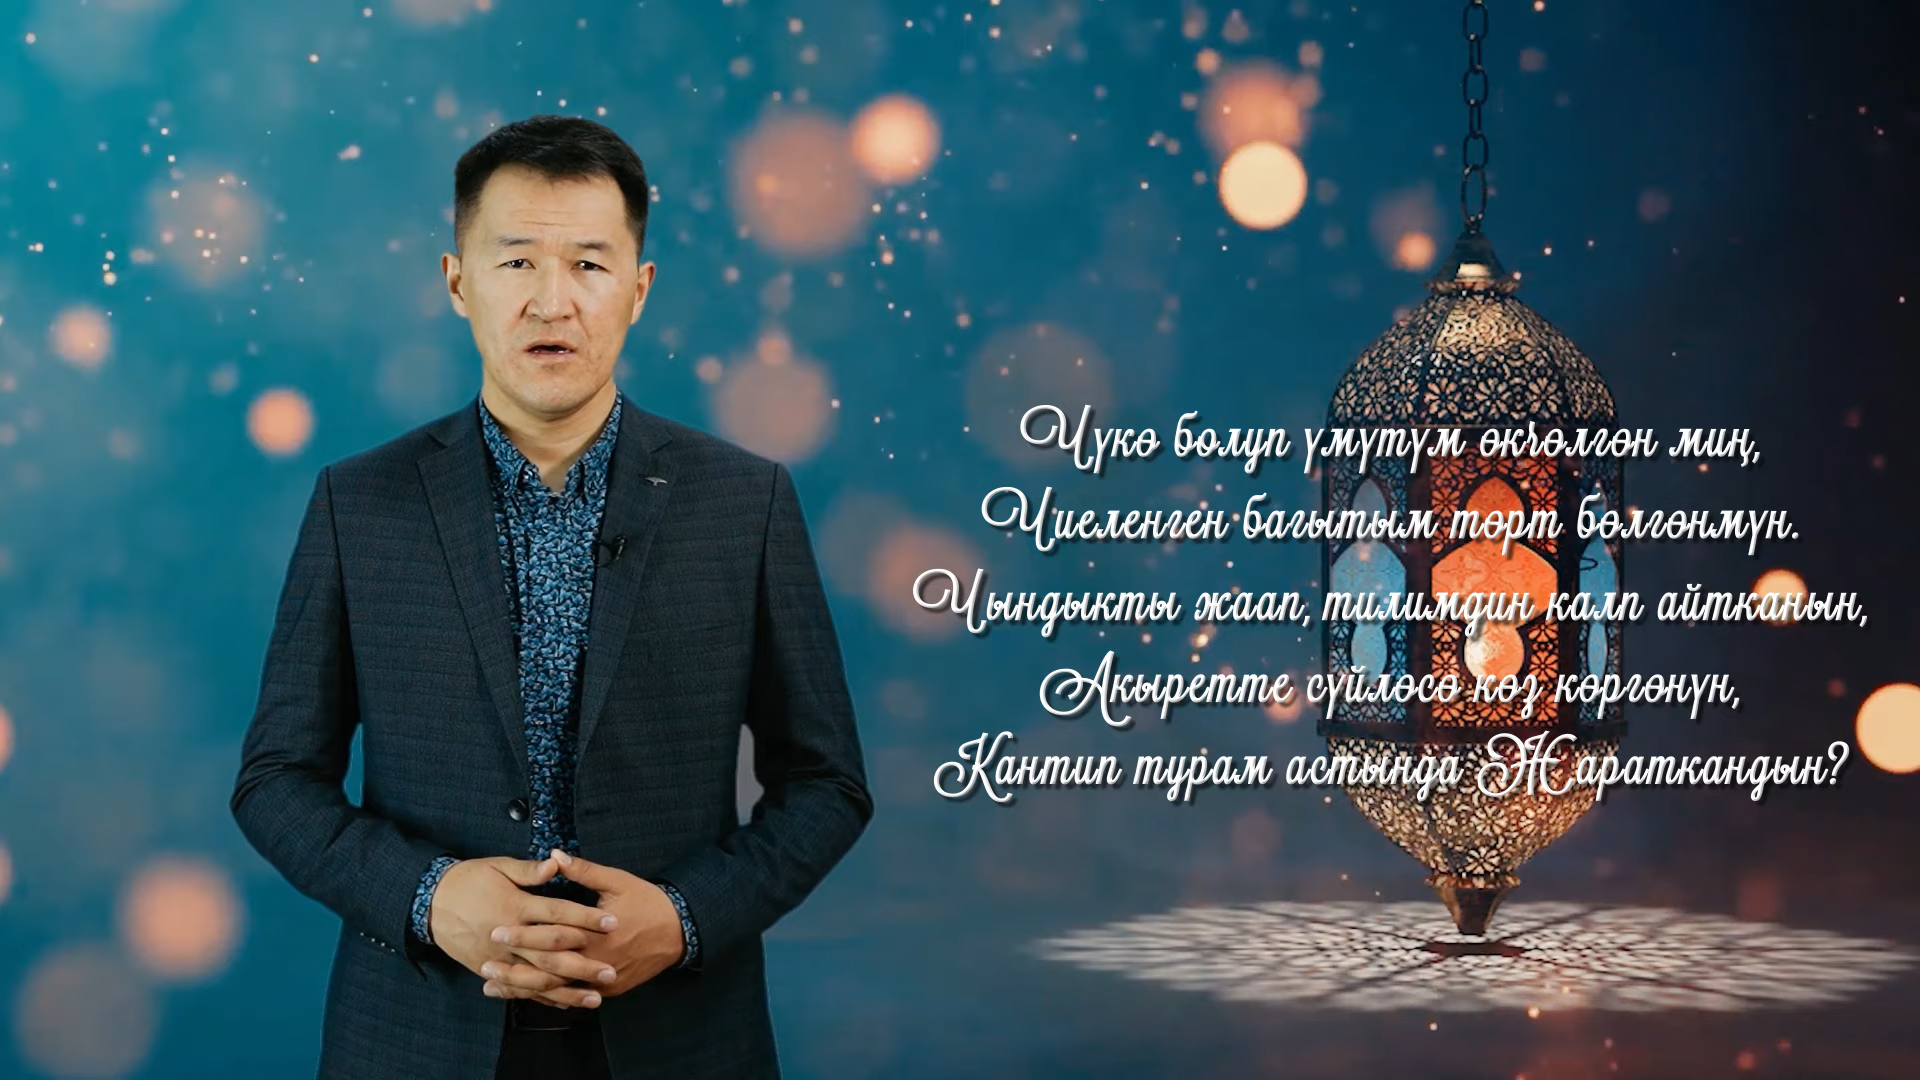 Чүкө болуп үмүтүм өкчөлгөн миң,
Чиеленген багытым төрт бөлгөнмүн.
Чындыкты жаап, тилимдин калп айтканын,
Акыретте сүйлөсө көз көргөнүн,
Кантип турам астында Жараткандын?